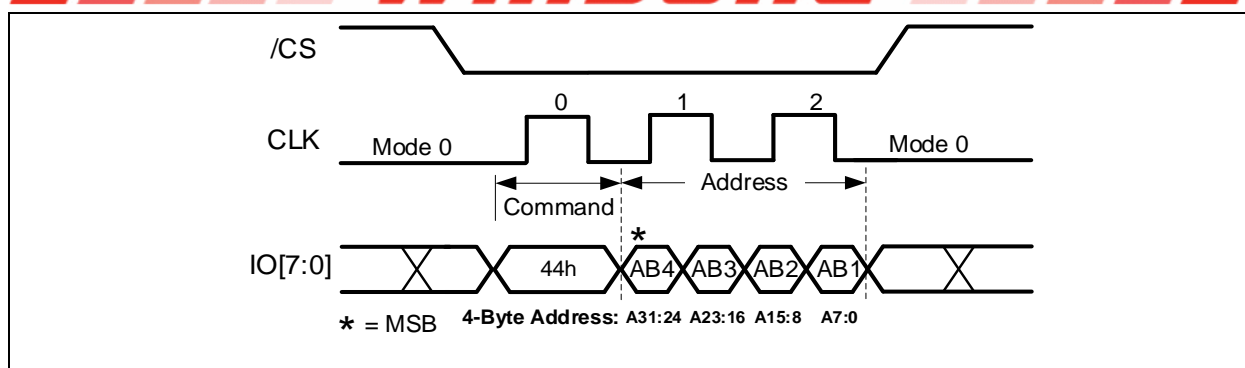 /CS
0 1 2
CLK
Mode 0 Mode 0
Address
Command
*
IO[7:0] 44h AB4 AB3 AB2 AB1
* = MSB 4-Byte Address: A31:24 A23:16 A15:8 A7:0